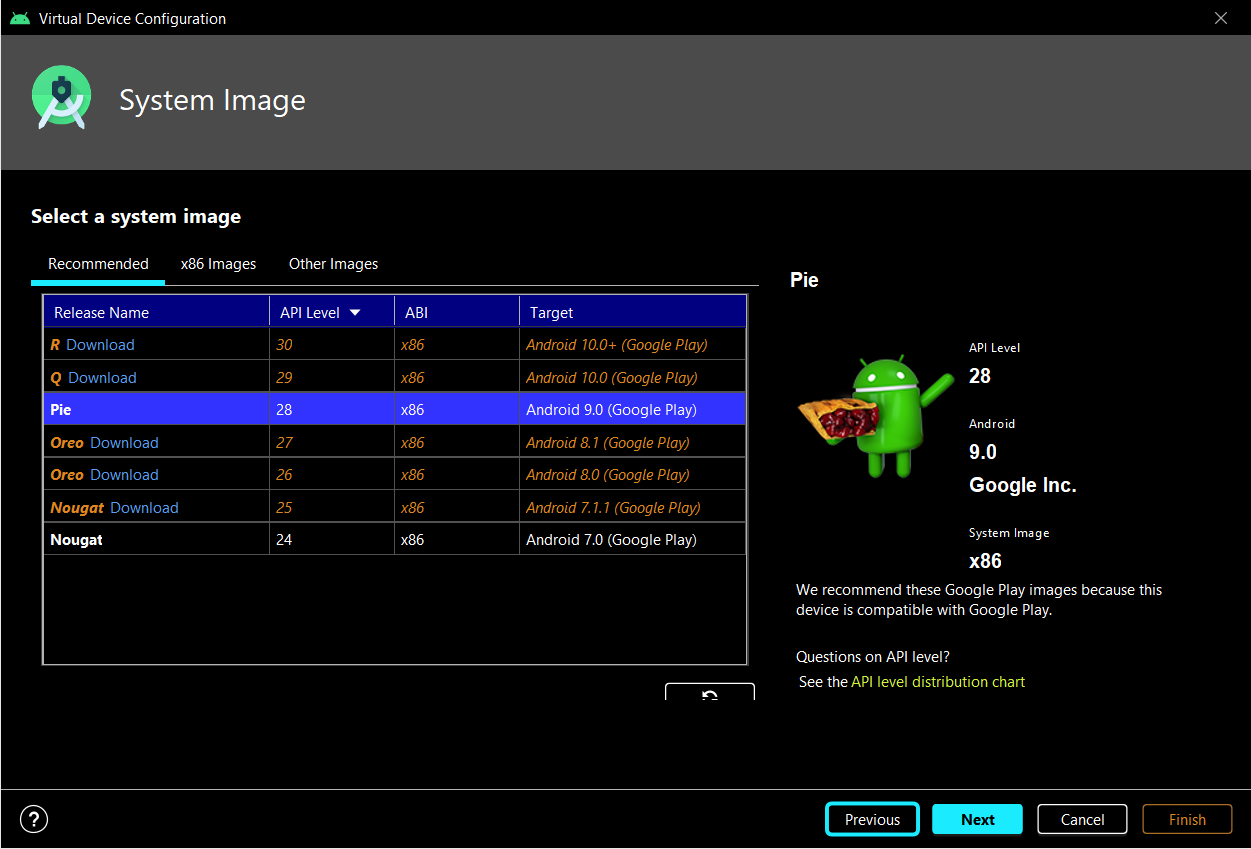 Virtual Device Configuration
System Image
Select a system image
Recommended x86 Images Other Images
Release Name API Level ABI Target
R Download 30 x86 Android 10.0+ (Google Play)
Q Download 29 x86 Android 10.0 (Google Play)
Pie 28 x86 Android 9.0 (Google Play)
Oreo Download 27 x86 Android 8.1 (Google Play)
Oreo Download 26 x86 Android 8.0 (Google Play)
Nougat Download 25 x86 Android 7.1.1 (Google Play)
Nougat 24 x86 Android 7.0 (Google Play)
Pie
API Level
28
Android
9.0
Google Inc.
System Image
x86
We recommend these Google Play images because this
device is compatible with Google Play.
Questions on API level?
See the API level distribution chart
? Previous Next Cancel Finish